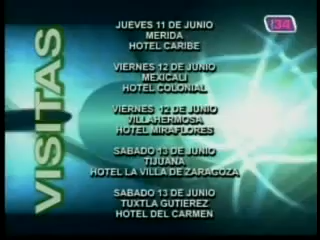 134
VISITAS
JUEVES 11 DE JUNIO
MERIDA
HOTEL CARIBE
VIERNES 12 DE JUNIO
MEXICALI
HOTEL COLONIAL
VIERNES 12 DE JUNIO
VILLAHERMOSA
HOTEL MIRAFLORES
SABADO 13 DE JUNIO
TIJUANA
HOTEL LA VILLA DE ZARAGOZA
SABADO 13 DE JUNIO
TUXTLA GUTIEREZ
HOTEL DEL CARMEN